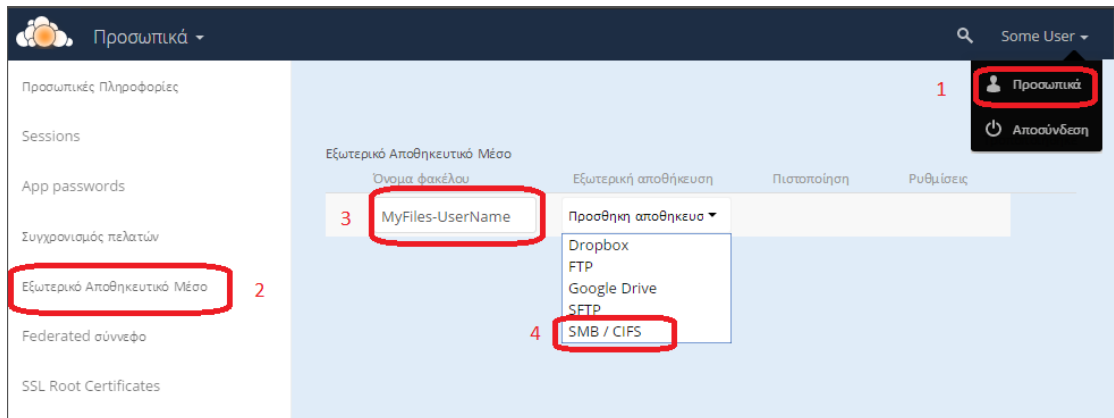 Προσωπικά
Some User
1
Προσωπικά
Αποσύνδεση
Προσωπικές Πληροφορίες
Sessions
App passwords
Συγχρονισμός πελατών
Εξωτερικό Αποθηκευτικό Μέσο
2
Federated σύννεφο
SSL Root Certificates
Εξωτερικό Αποθηκευτικό Μέσο
Όνομα φακέλου Εξωτερική αποθήκευση Πιστοποίηση Ρυθμίσεις
3 MyFiles-UserName Προσθηκη αποθηκευσ
Dropbox
FTP
Google Drive
SFTP
4 SMB / CIFS